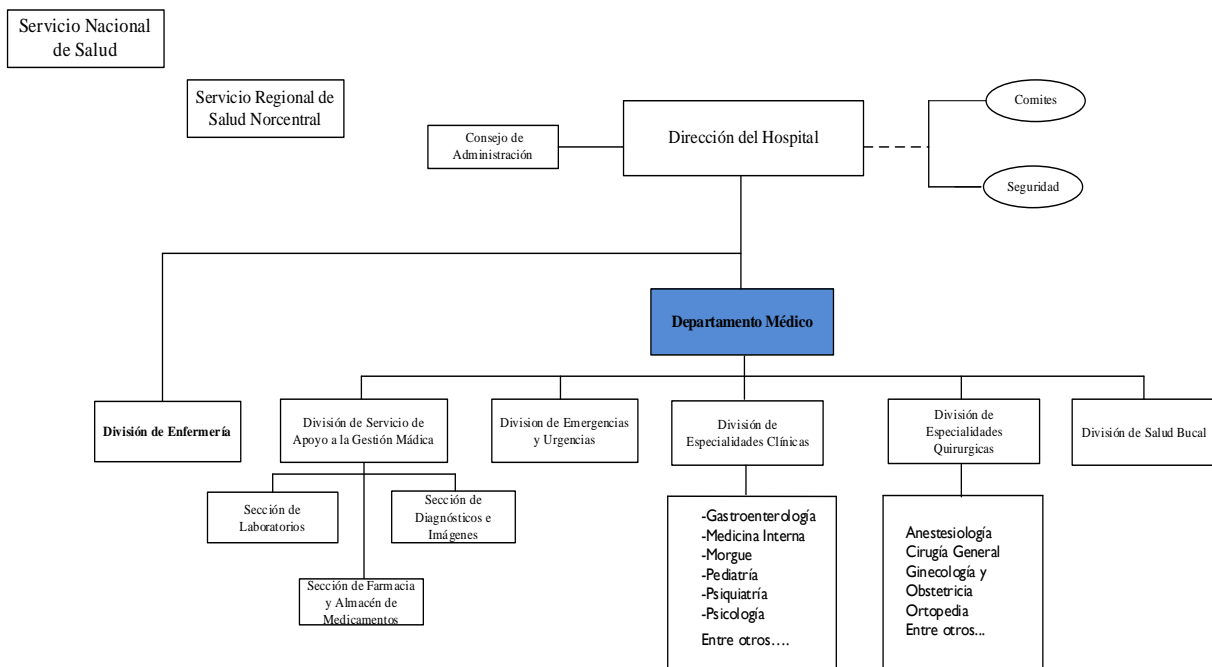 Servicio Nacional
de Salud
Servicio Regional de
Salud Norcentral
Consejo de
Administración
Dirección del Hospital
Comites
Seguridad
Departamento Médico
División de Enfermería
División de Servicio de
Apoyo a la Gestión Mádica
Division de Emergencias
y Urgencias
División de
Especialidades Clínicas
División de
Especialidades
Quirurgicas
División de Salud Bucal
Sección de
Laboratorios
Sección de
Diagnósticos e
Imágenes
Sección de Farmacia
y Almacén de
Medicamentos
-Gastroenterología
-Medicina Interna
-Morgue
-Pediatría
-Psiquiatría
-Psicología
Entre otros….
Anestesiología
Cirugía General
Ginecología y
Obstetricia
Ortopedia
Entre otros...